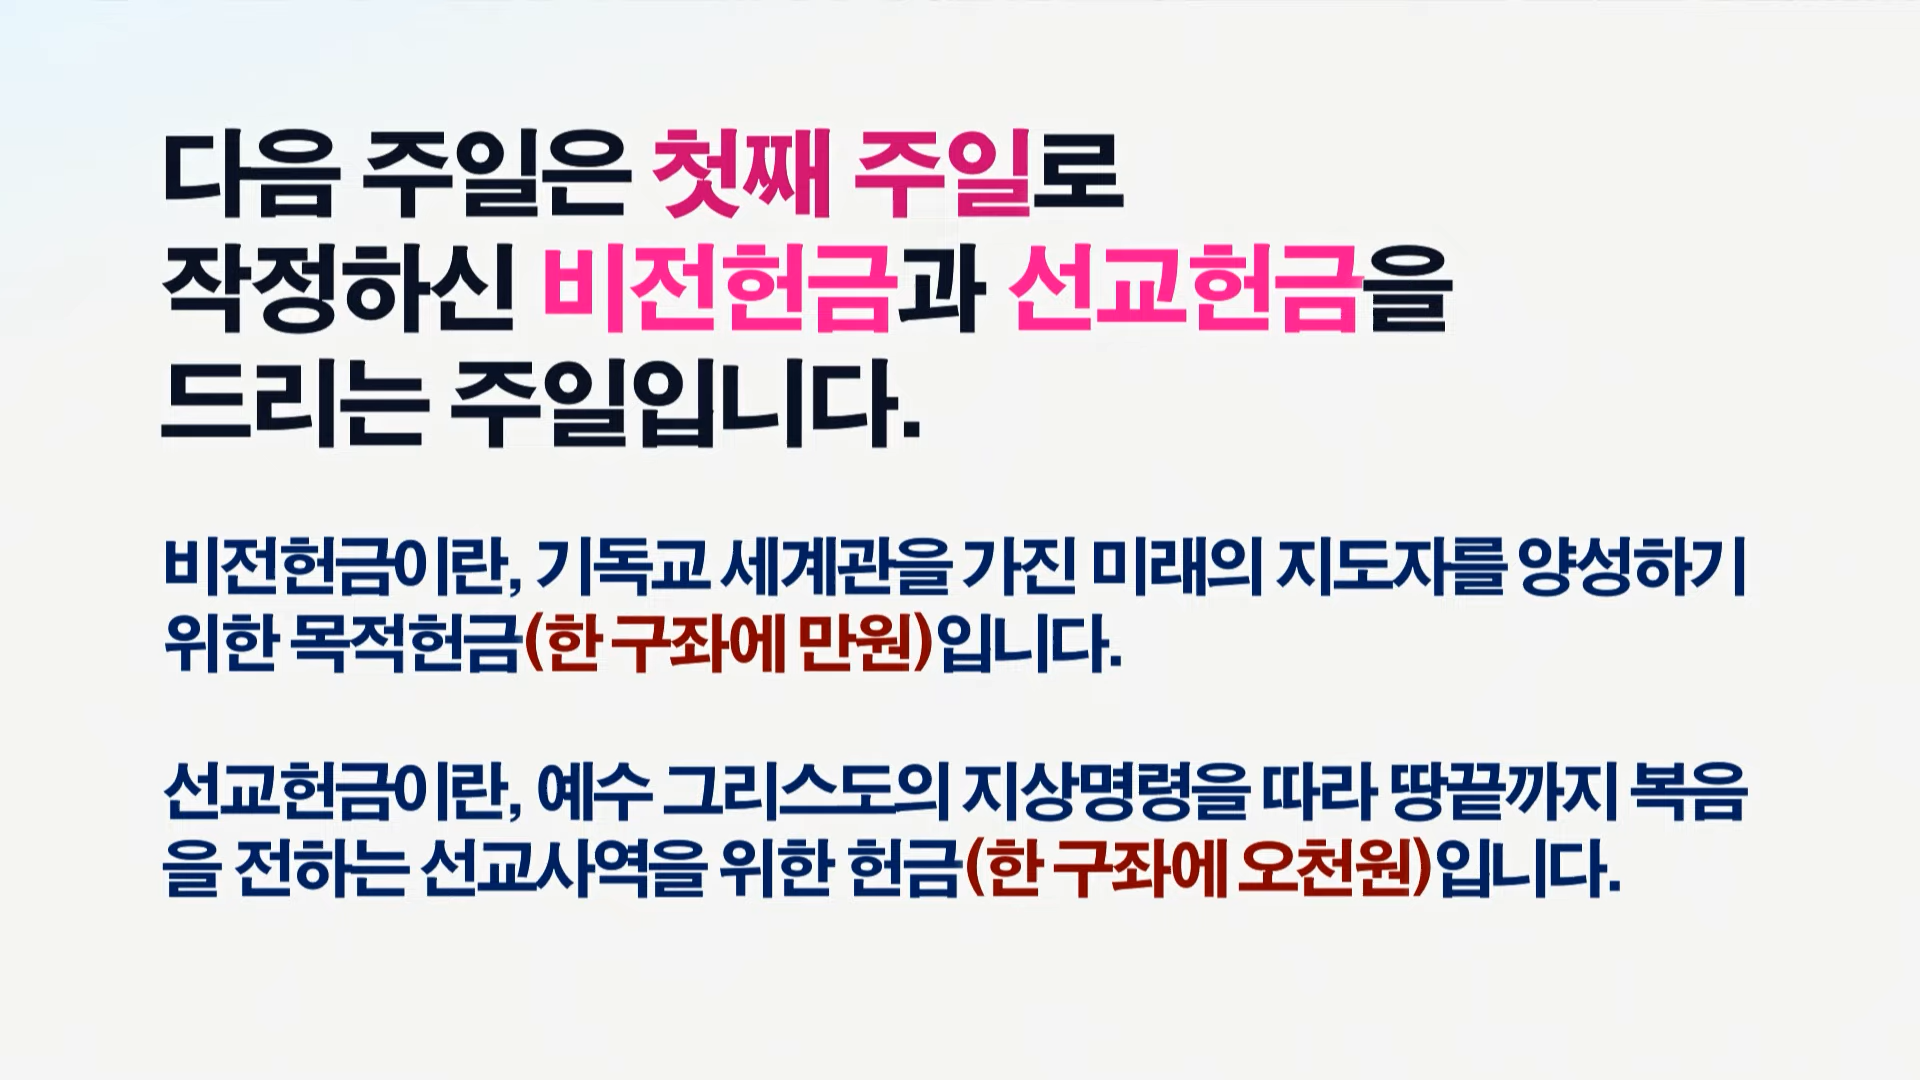 다음 주일은 첫째 주일로
작정하신 비전헌금과 선교헌금을
드리는 주일입니다.
비전헌금이란, 기독교 세계관을 가진 미래의 지도자를 양성하기
위한 목적헌금(한 구좌에 만원)입니다.
선교헌금이란, 예수 그리스도의 지상명령을 따라 땅끝까지 복음
을 전하는 선교사역을 위한 헌금(한 구좌에 오천원)입니다.